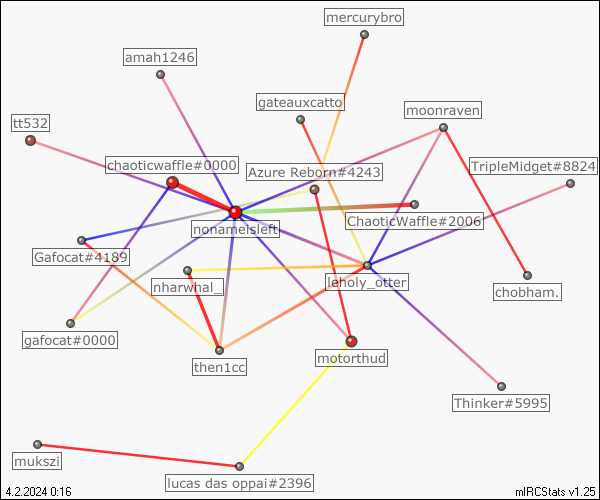 mercurybro
amah1246
gateauxcatto
moonraven
tt532
chaoticwaffle#0000
Azure Reborn#4243
TripleMidget#8824
nonameisleft
ChaoticWaffle#2006
Gafocat#4189
nharwhal_
leholy_otter
chobham.
gafocat#0000
then1cc
motorthud
Thinker#5995
mukszi
lucas das oppai#2396
4.2.2024 0:16
mIRCStats v1.25